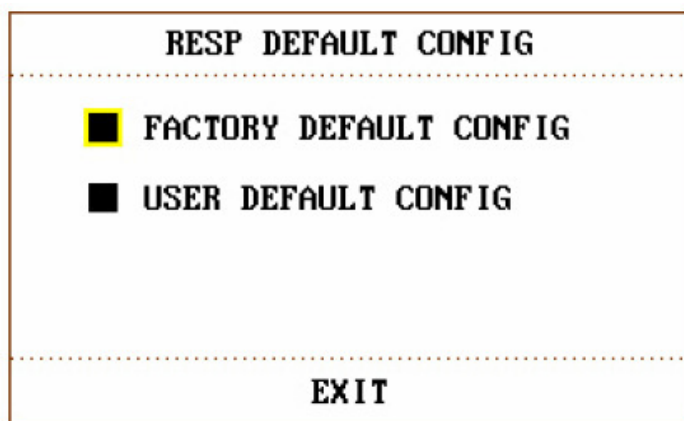 RESP DEFAULT CONFIG
FACTORY DEFAULT CONFIG
USER DEFAULT CONFIG
EXIT